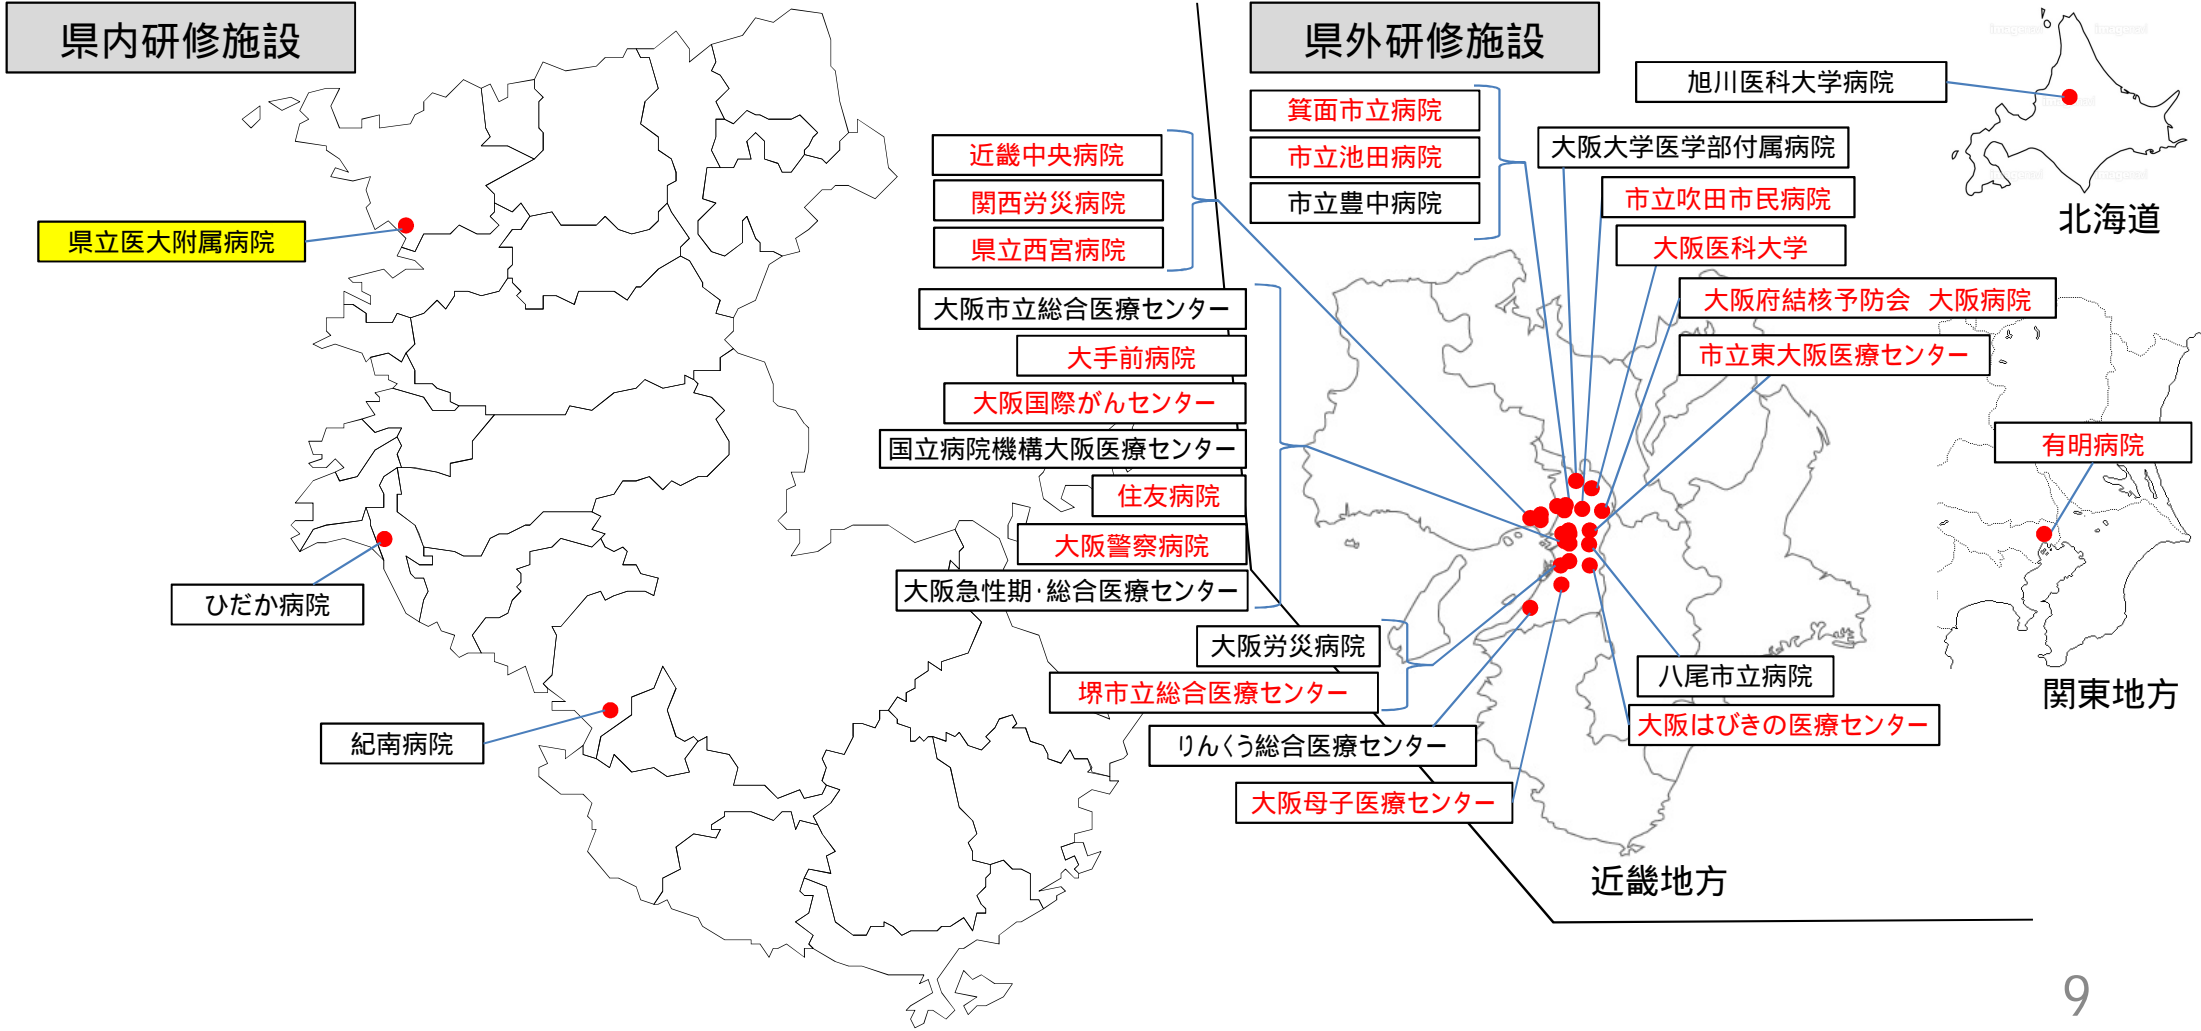 県内研修施設
県立医大附属病院
ひだか病院
紀南病院
県外研修施設
近畿中央病院
関西労災病院
県立西宮病院
大阪市立総合医療センター
大手前病院
大阪国際がんセンター
国立病院機構大阪医療センター
住友病院
大阪警察病院
大阪急性期・総合医療センター
大阪労災病院
堺市立総合医療センター
りんくう総合医療センター
大阪母子医療センター
箕面市立病院
市立池田病院
市立豊中病院
旭川医科大学病院
大阪大学医学部付属病院
市立吹田市民病院
大阪医科大学
大阪府結核予防会　大阪病院
市立東大阪医療センター
八尾市立病院
大阪はびきの医療センター
近畿地方
北海道
有明病院
関東地方
9